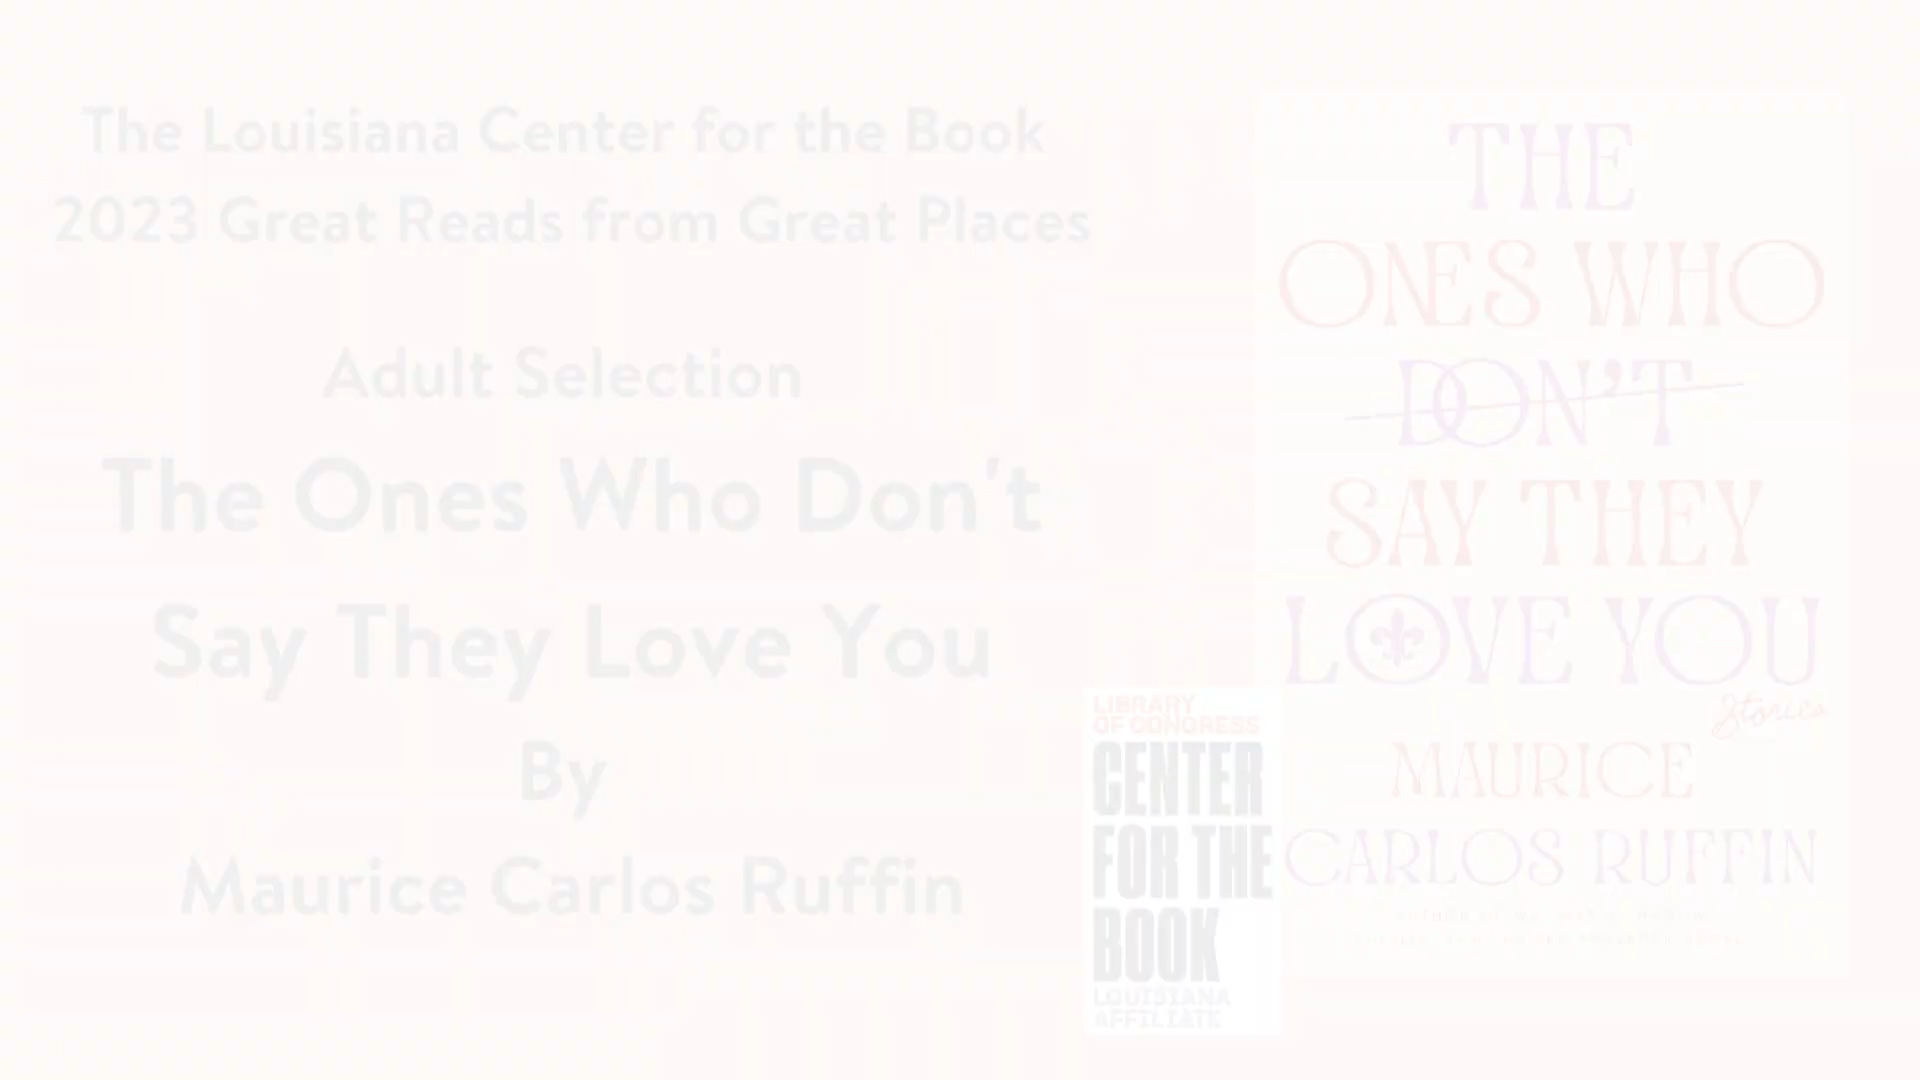 The Louisiana Center for the Book
2023 Great Reads from Great Places
Adult Selection
The Ones Who Don't
Say They Love You
By
Maurice Carlos Ruffin
THE
ONES WHO
DON'T
SAY THEY
LOVE YOU
Stories
MAURICE
CARLOS RUFFIN
LIBRARY
OF CONGRESS
CENTER
FOR THE
BOOK
LOUISIANA
AFFILIATE